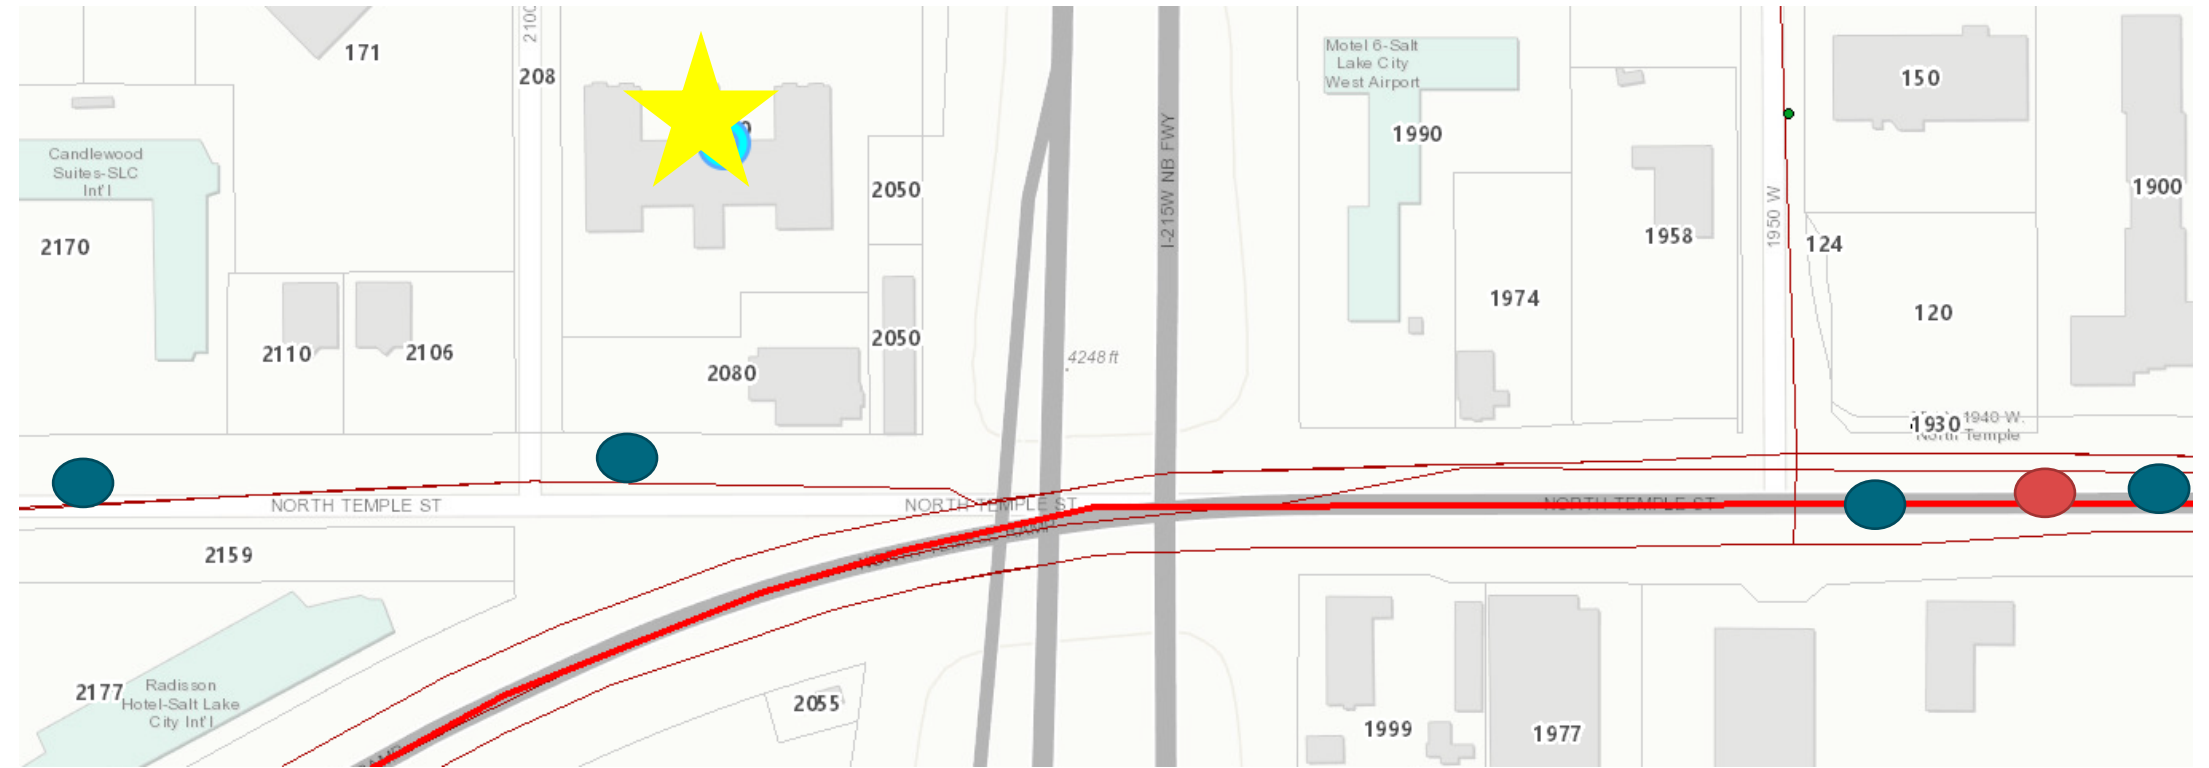 171
2100
208
Motel 6-Salt
Lake City
West Airport
150
1990
Candlewood
Suites-SLC
Int'l
I-215W NB FWY
2050
1900
1950 W
2170
1958
124
1974
120
2110
2106
2050
4248 ft
2080
1930
1940 W.
North Temple
NORTH TEMPLE ST
NORTH TEMPLE ST
NORTH TEMPLE ST
2159
2177
Radisson
Hotel-Salt Lake
City Int'l
2055
1999
1977
RAMP